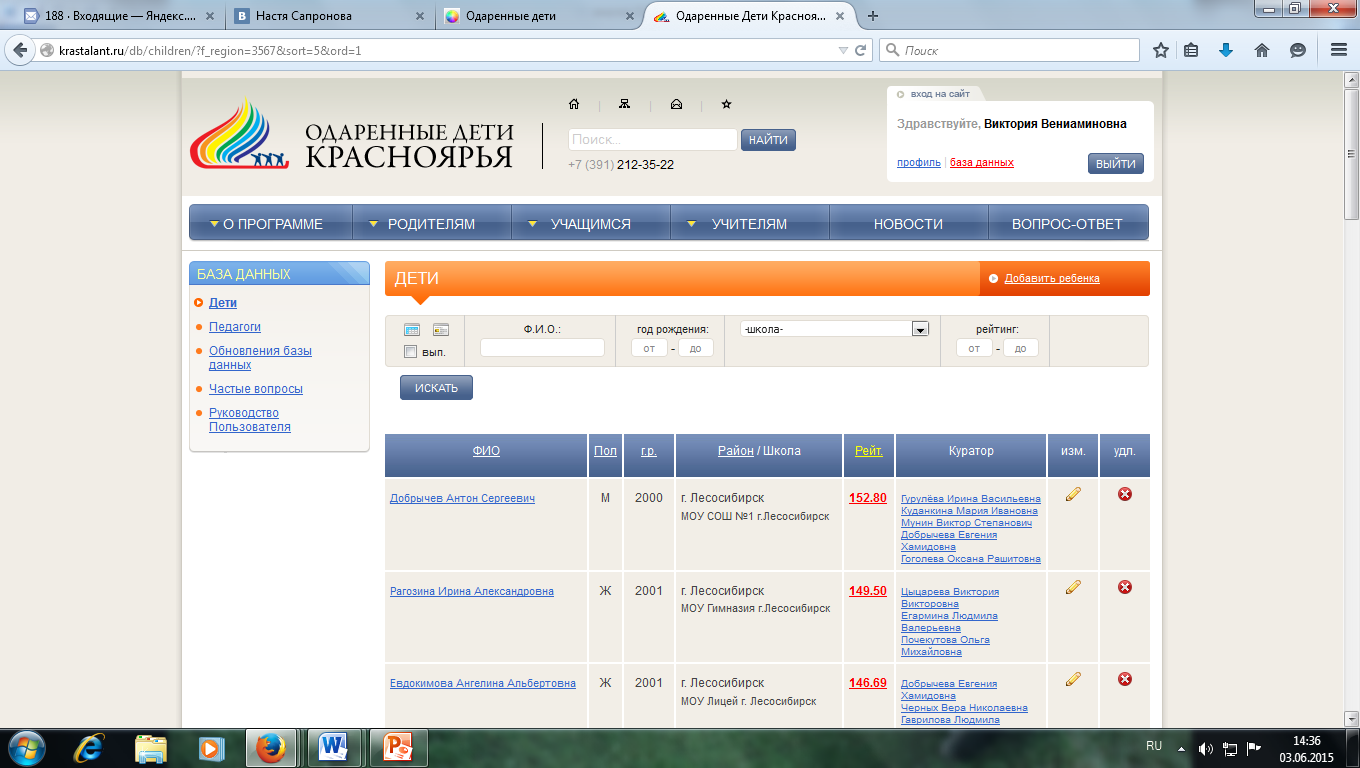 188 · Входящие — Яндекс....
Настя Сапронова
Одаренные дети
Одаренные Дети Красноя...
krastalant.ru/db/children/?f_region=3567&sort=5&ord=1
Поиск
ОДАРЕННЫЕ ДЕТИ
КРАСНОЯРЬЯ
Поиск...
НАЙТИ
+7 (391) 212-35-22
вход на сайт
Здравствуйте, Виктория Вениаминовна
профиль | база данных
ВЫЙТИ
О ПРОГРАММЕ
РОДИТЕЛЯМ
УЧАЩИМСЯ
УЧИТЕЛЯМ
НОВОСТИ
ВОПРОС-ОТВЕТ
БАЗА ДАННЫХ
Дети
Педагоги
Обновления базы
данных
Частые вопросы
Руководство
Пользователя
ДЕТИ
Добавить ребенка
вып.
Ф.И.О.:
год рождения:
от - до
-школа-
рейтинг:
от - до
ИСКАТЬ
ФИО
Пол
г.р.
Район / Школа
Рейт.
Куратор
изм.
удл.
Добрычев Антон Сергеевич
М
2000
г. Лесосибирск
МОУ СОШ №1 г.Лесосибирск
152.80
Гурулёва Ирина Васильевна
Куданкина Мария Ивановна
Мунин Виктор Степанович
Добрычева Евгения
Хамидовна
Гоголева Оксана Рашитовна
Рагозина Ирина Александровна
Ж
2001
г. Лесосибирск
МОУ Гимназия г.Лесосибирск
149.50
Цыцарева Виктория
Викторовна
Егармина Людмила
Валерьевна
Почекутова Ольга
Михайловна
Евдокимова Ангелина Альбертовна
Ж
2001
г. Лесосибирск
МОУ Лицей г. Лесосибирск
146.69
Добрычева Евгения
Хамидовна
Черных Вера Николаевна
Гаврилова Людмила
RU
14:36
03.06.2015